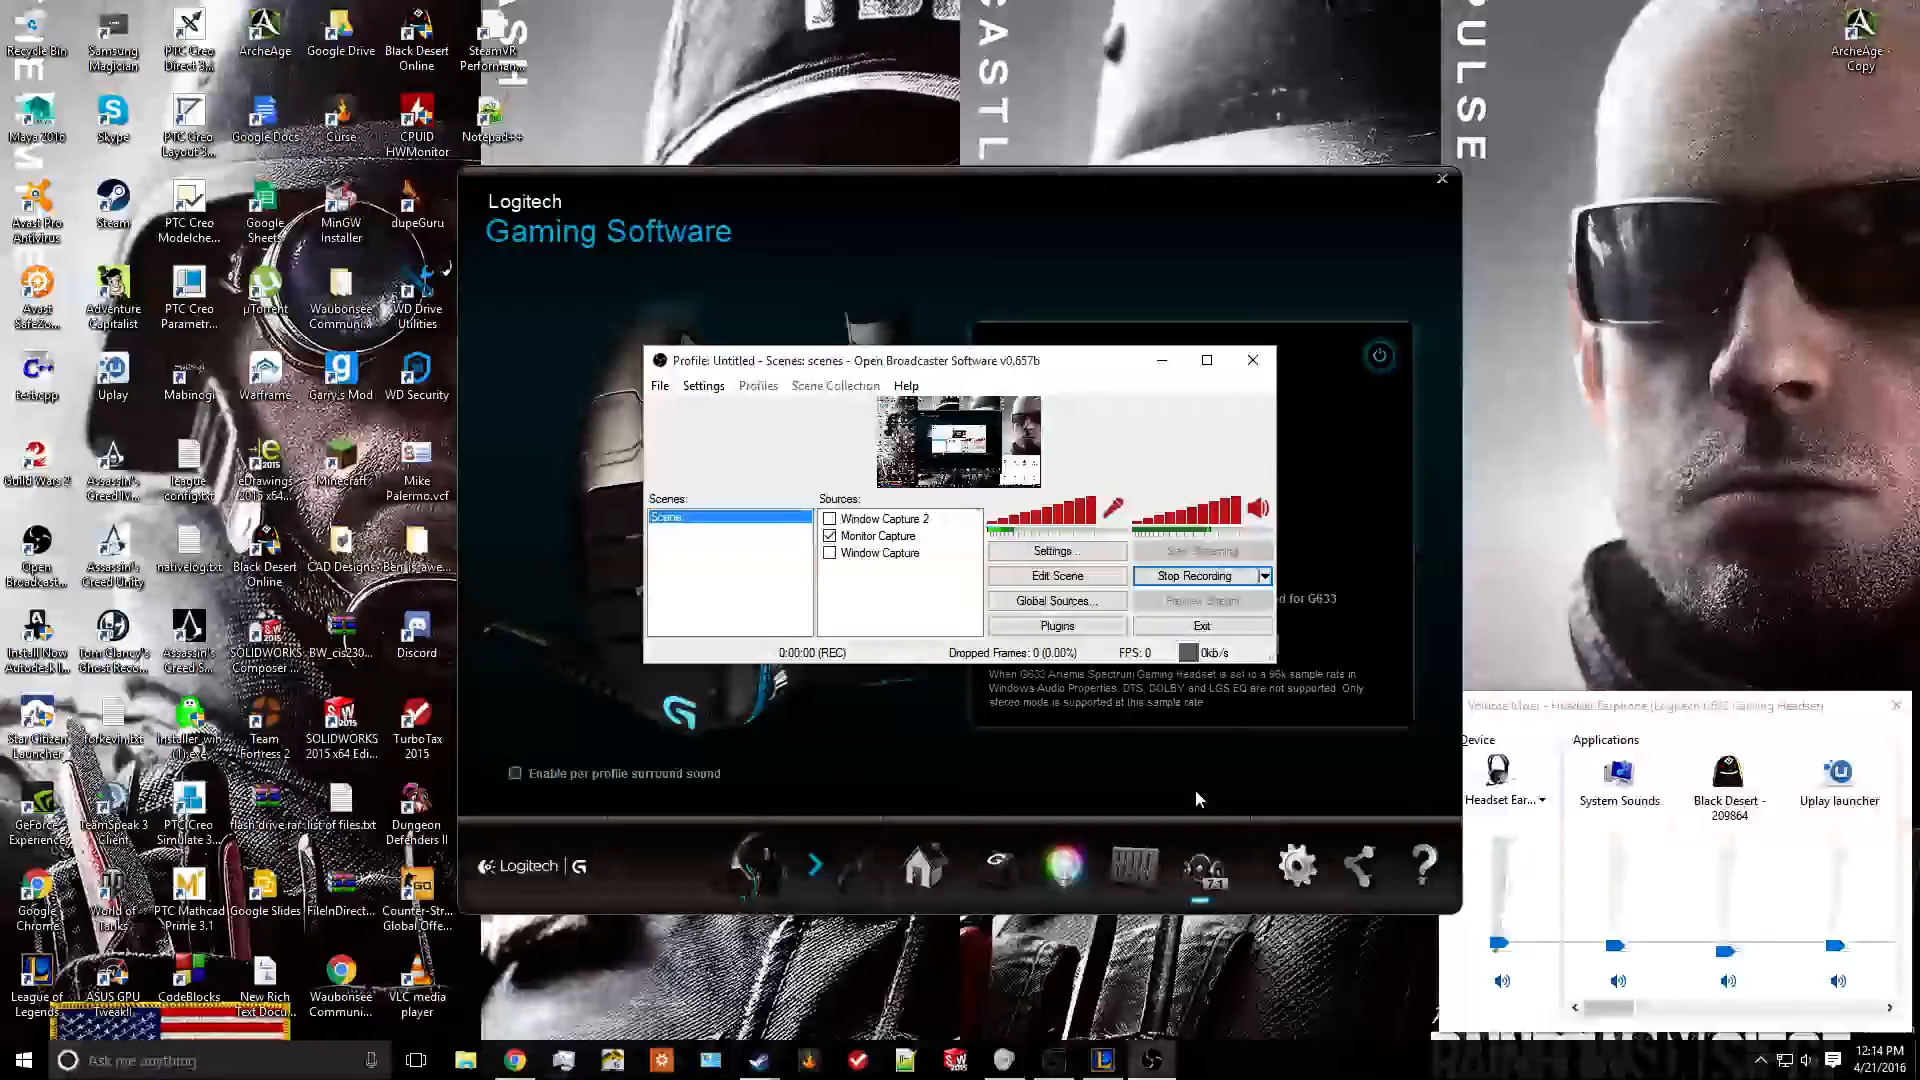 Recycle Bin
Samsung Magician
PTC Creo Direct 3...
ArcheAge
Google Drive
Black Desert Online
SteamVR Performan...
Maya 2016
Skype
PTC Creo Layout 3...
Google Docs
Curse
CPUID HWMonitor
Notepad++
Avast Pro Antivirus
Steam
PTC Creo Modelche...
Google Sheets
MinGW Installer
dupeGuru
Avast SafeZo...
AdVenture Capitalist
PTC Creo Parametr...
µTorrent
Waubonsee Communi...
WD Drive Utilities
testcpp
Uplay
Mabinogi
Warframe
Garry's Mod
WD Security
Guild Wars 2
Assassin's Creed IV...
league config.txt
eDrawings 2015 x64...
Minecraft
Mike Palermo.vcf
Open Broadcast...
Assassin's Creed Unity
nativelog.txt
Black Desert Online
CAD Designs
Install Now Autodesk I...
Tom Clancy's Ghost Reco...
Assassin's Creed S...
SOLIDWORKS Composer ...
BW_cis230...
Discord
Star Citizen Launcher
forkevin.txt
installer_win (1).exe
Team Fortress 2
SOLIDWORKS 2015 x64 Edi...
TurboTax 2015
GeForce Experience
TeamSpeak 3 Client
PTC Creo Simulate 3...
flash drive.rar
list of files.txt
Dungeon Defenders II
Google Chrome
World of Tanks
PTC Mathcad Prime 3.1
Google Slides
FileInDirect...
Counter-Str... Global Offe...
League of Legends
ASUS GPU TweakII
CodeBlocks
New Rich Text Docu...
Waubonsee Communi...
VLC media player
ArcheAge - Copy
ASH
CASTL
PULSE
Logitech
Gaming Software
Profile: Untitled - Scenes: scenes - Open Broadcaster Software v0.657b
File
Settings
Profiles
Scene Collection
Help
Scenes:
Sources:
Scene
Window Capture 2
Monitor Capture
Window Capture
Settings...
Start Streaming
Edit Scene
Stop Recording
Global Sources...
Preview Stream
Plugins
Exit
0:00:00 (REC)
Dropped Frames: 0 (0.00%)
FPS: 0
0kb/s
d for G633
When G633 Artemis Spectrum Gaming Headset is set to a 96k sample rate in
Windows Audio Properties, DTS, DOLBY and LGS EQ are not supported. Only
stereo mode is supported at this sample rate
Enable per profile surround sound
Logitech | G
7.1
Volume Mixer - Headset Earphone (Logitech G633 Gaming Headset)
Device
Applications
Headset Ear...
System Sounds
Black Desert - 209864
Uplay launcher
Ask me anything
12:14 PM
4/21/2016